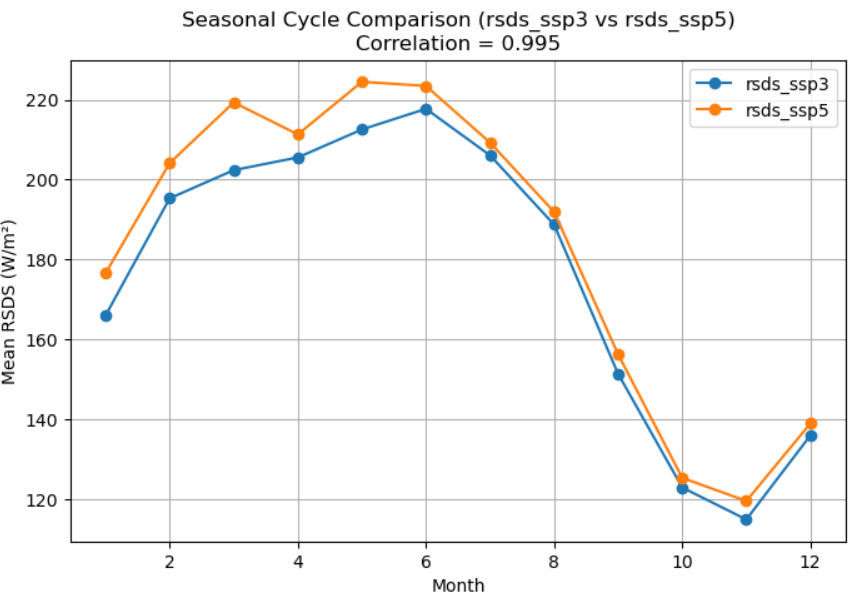 Seasonal Cycle Comparison (rsds_ssp3 vs rsds_ssp5)
Correlation = 0.995
rsds_ssp3
rsds_ssp5
Mean RSDS (W/m²)
220
200
180
160
140
120
2 4 6 8 10 12
Month